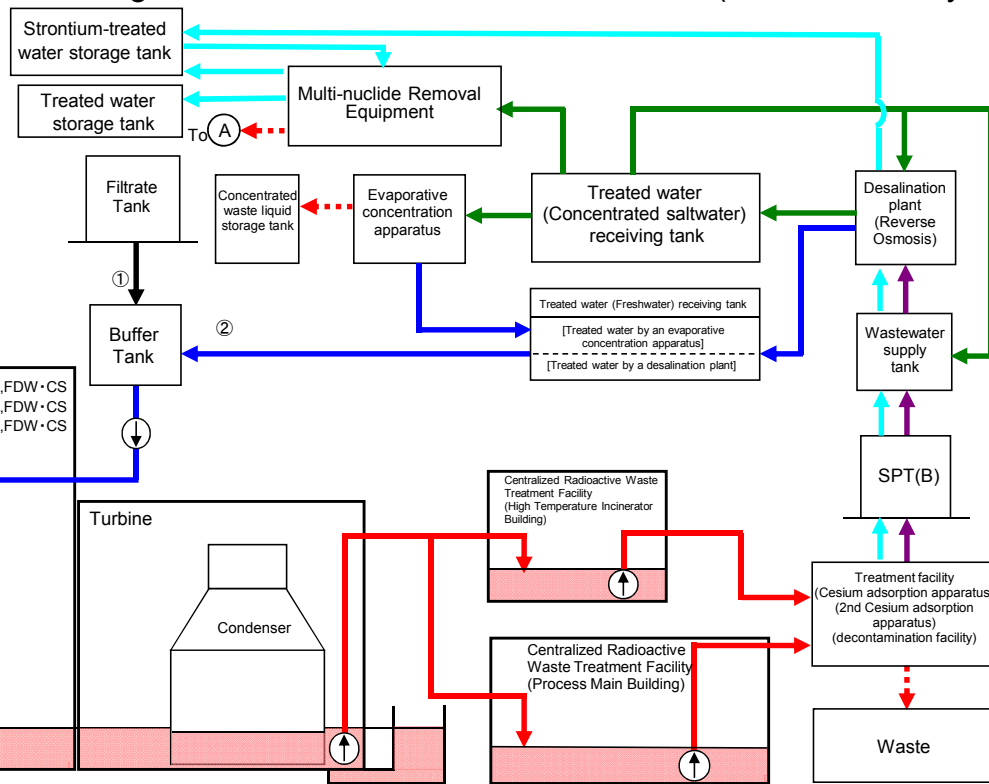 Strontium-treated
water storage tank
Treated water
storage tank
To A
Multi-nuclide Removal
Equipment
Filtrate
Tank
Concentrated
waste liquid
storage tank
Evaporative
concentration
apparatus
Treated water
(Concentrated saltwater)
receiving tank
Desalination
plant
(Reverse
Osmosis)
①
②
Buffer
Tank
Treated water (Freshwater) receiving tank
[Treated water by an evaporative
concentration apparatus]
[Treated water by a desalination plant]
Wastewater
supply
tank
,FDW・CS
,FDW・CS
,FDW・CS
SPT(B)
Turbine
Condenser
Centralized Radioactive Waste
Treatment Facility
(High Temperature Incinerator
Building)
Centralized Radioactive
Waste Treatment Facility
(Process Main Building)
Treatment facility
(Cesium adsorption apparatus
(2nd Cesium adsorption
apparatus)
(decontamination facility)
Waste